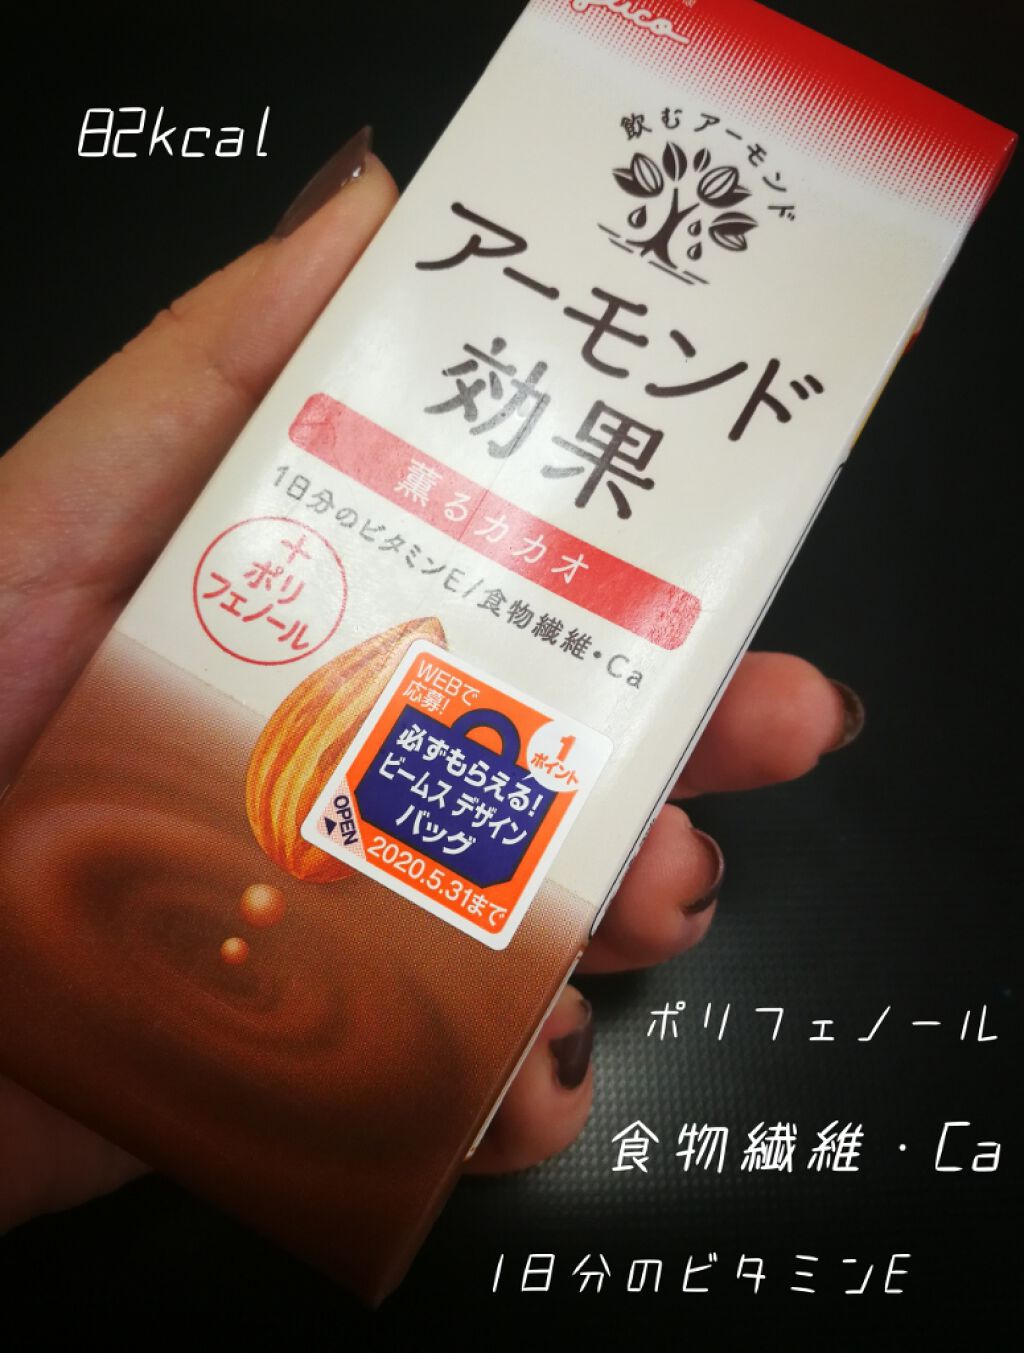 glico
82kcal
飲むアーモンド
アーモンド
効果
薫るカカオ
1日分のビタミンE/食物繊維・Ca
+
ポリ
フェノール
WEBで
応募!
1
ポイント
必ずもらえる!
ビームス デザイン
バッグ
OPEN
2020.5.31まで
ポリフェノール
食物繊維・Ca
1日分のビタミンE